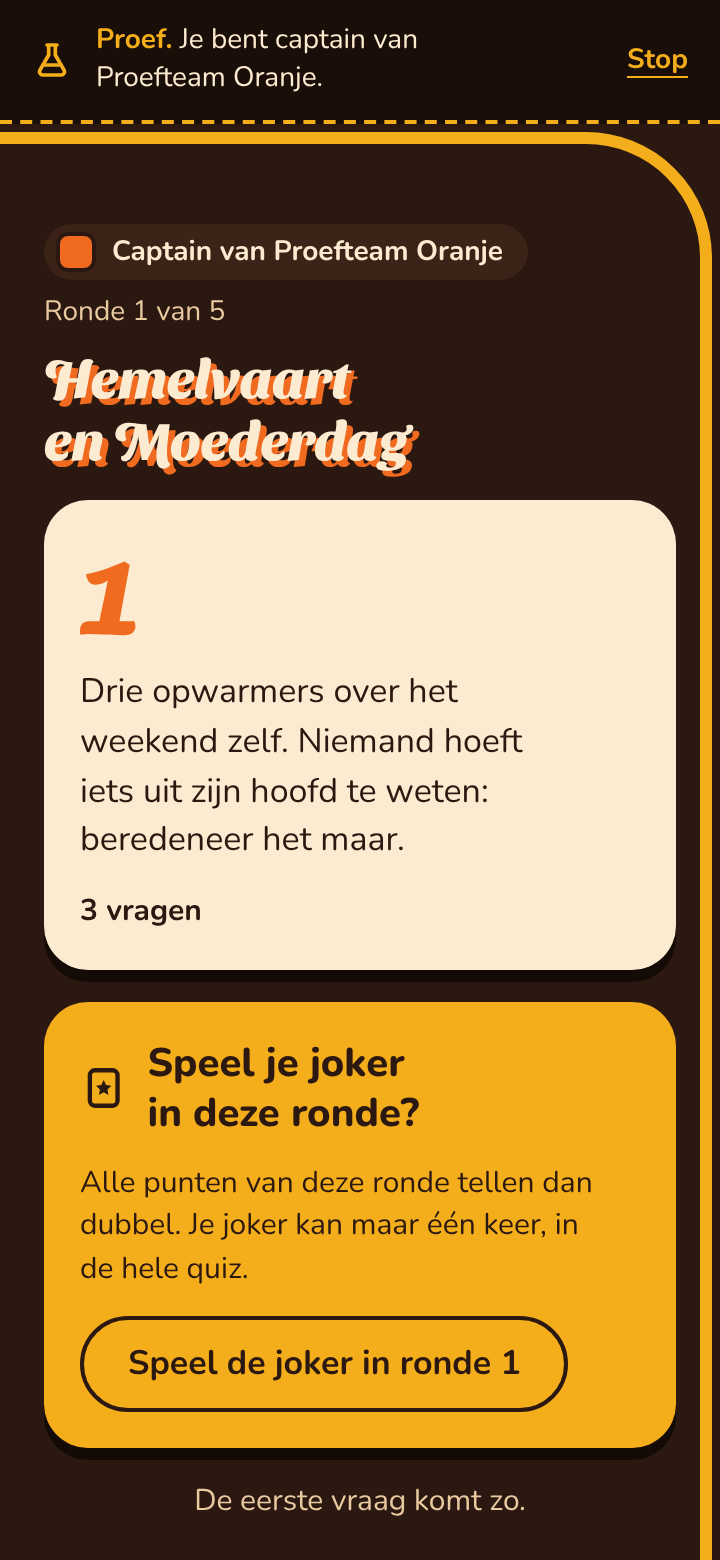 Proef. Je bent captain van
Proefteam Oranje.
Stop
Captain van Proefteam Oranje
Ronde 1 van 5
Hemelvaart
en Moederdag
1
Drie opwarmers over het
weekend zelf. Niemand hoeft
iets uit zijn hoofd te weten:
beredeneer het maar.
3 vragen
Speel je joker
in deze ronde?
Alle punten van deze ronde tellen dan
dubbel. Je joker kan maar één keer, in
de hele quiz.
Speel de joker in ronde 1
De eerste vraag komt zo.